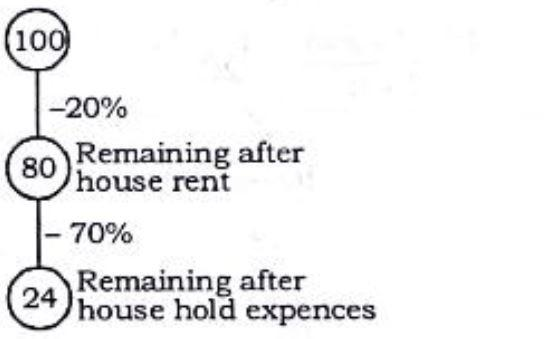 100
–20%
80 Remaining after
house rent
– 70%
24 Remaining after
house hold expences